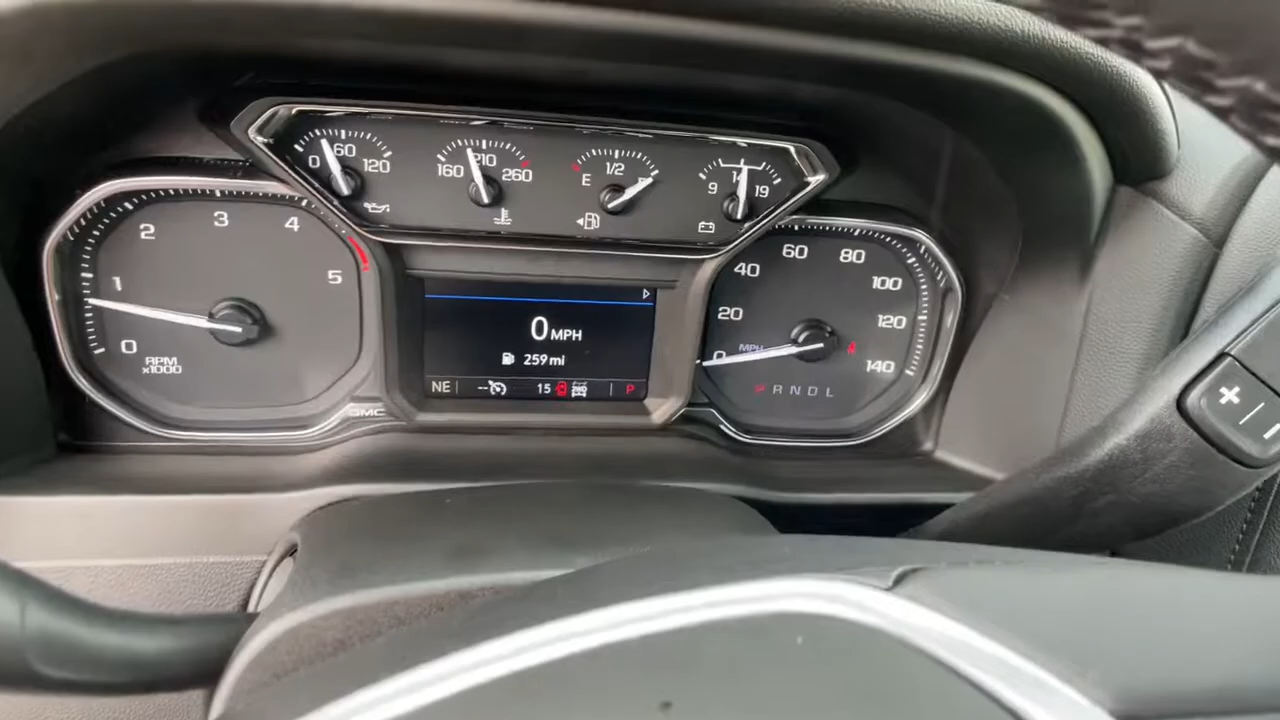 0 60 120
160 210 260
E 1/2
9 14 19
0 1 2 3 4 5
RPM
x1000
GMC
0 MPH
259 mi
NE -- 15 2WD P
0 20 40 60 80 100 120 140
MPH
P R N D L
+